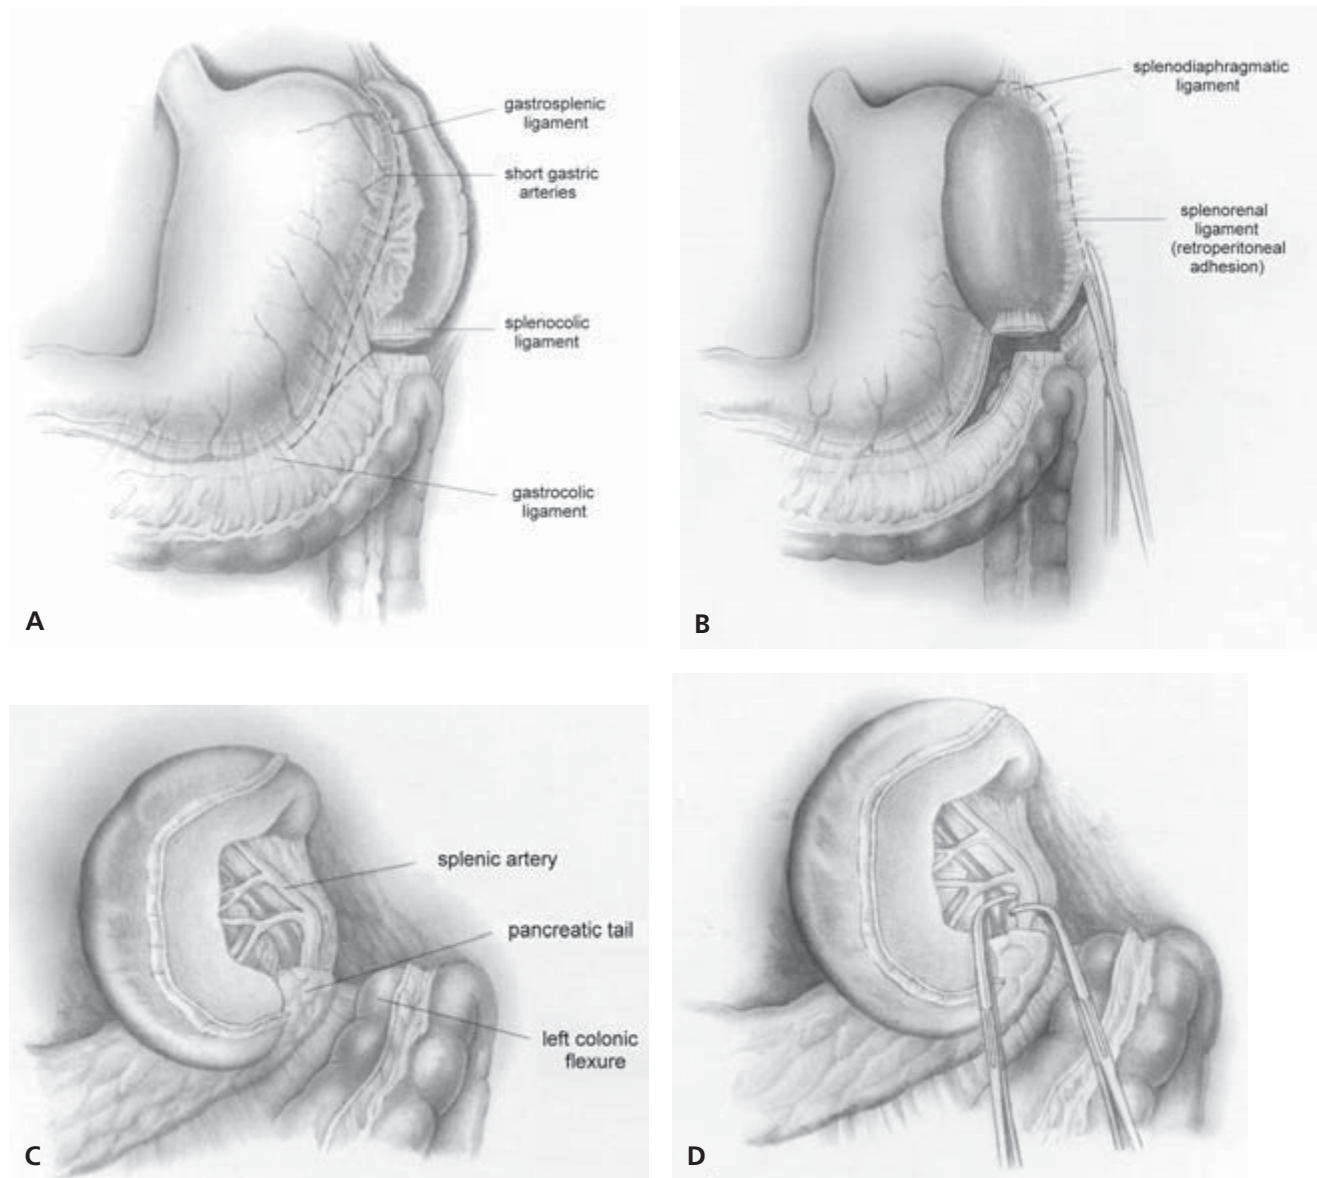 gastrosplenic
ligament
short gastric
arteries
splenocolic
ligament
gastrocolic
ligament
A
splenodiaphragmatic
ligament
splenorenal
ligament
(retroperitoneal
adhesion)
B
splenic artery
pancreatic tail
left colonic
flexure
C
D